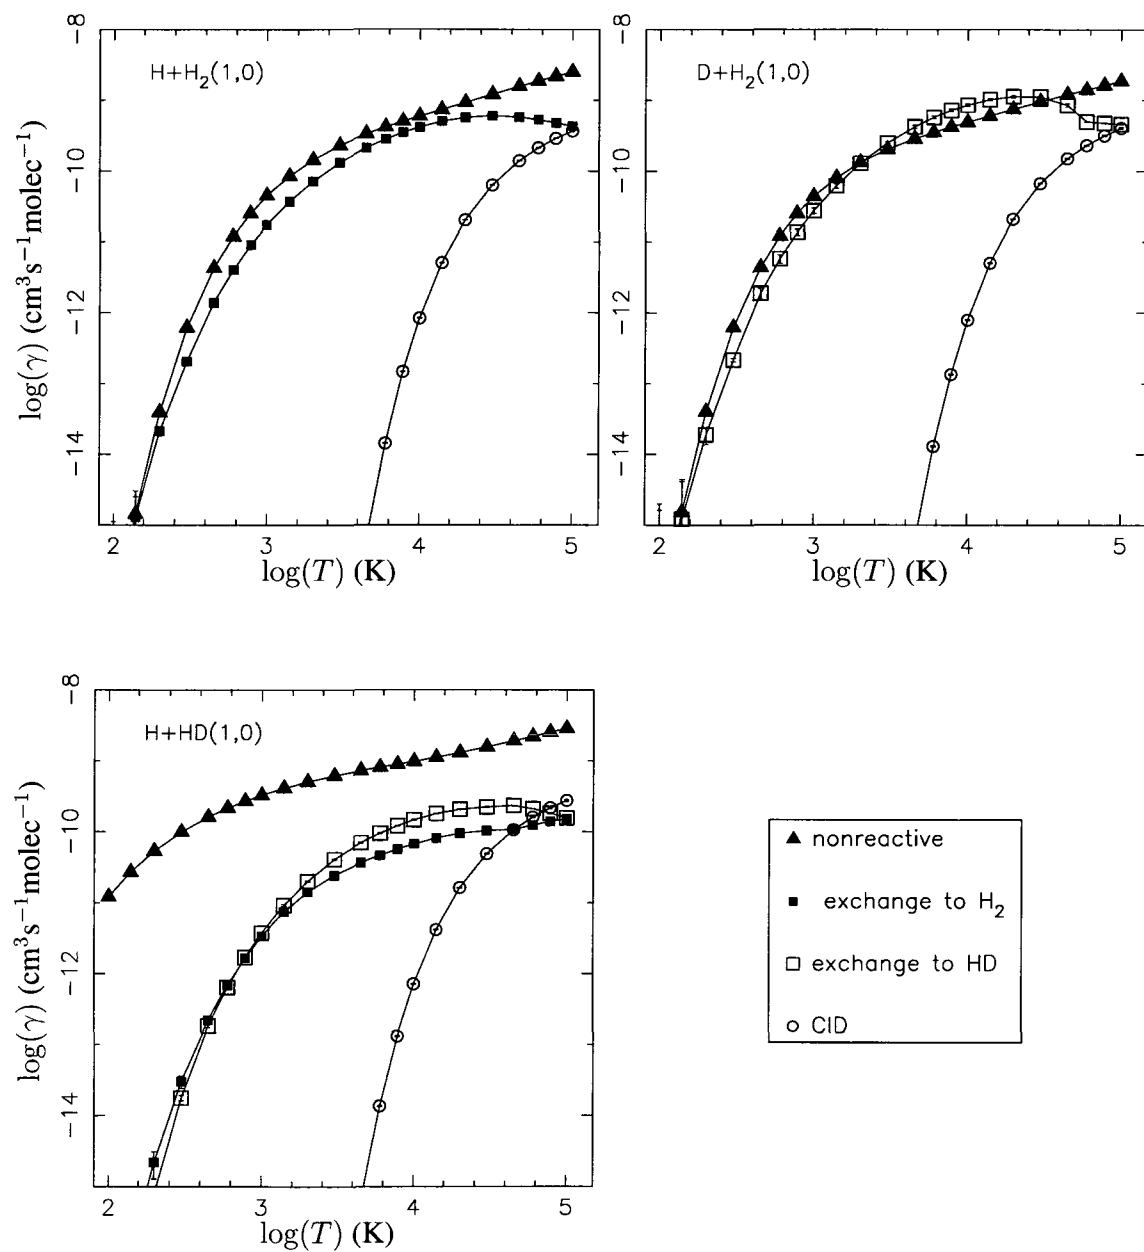 H+H₂(1,0)
log(γ) (cm³s⁻¹molec⁻¹)
-8
-10
-12
-14
2
3
4
5
log(T) (K)
D+H₂(1,0)
-8
-10
-12
-14
2
3
4
5
log(T) (K)
H+HD(1,0)
log(γ) (cm³s⁻¹molec⁻¹)
-8
-10
-12
-14
2
3
4
5
log(T) (K)
nonreactive
exchange to H₂
exchange to HD
CID